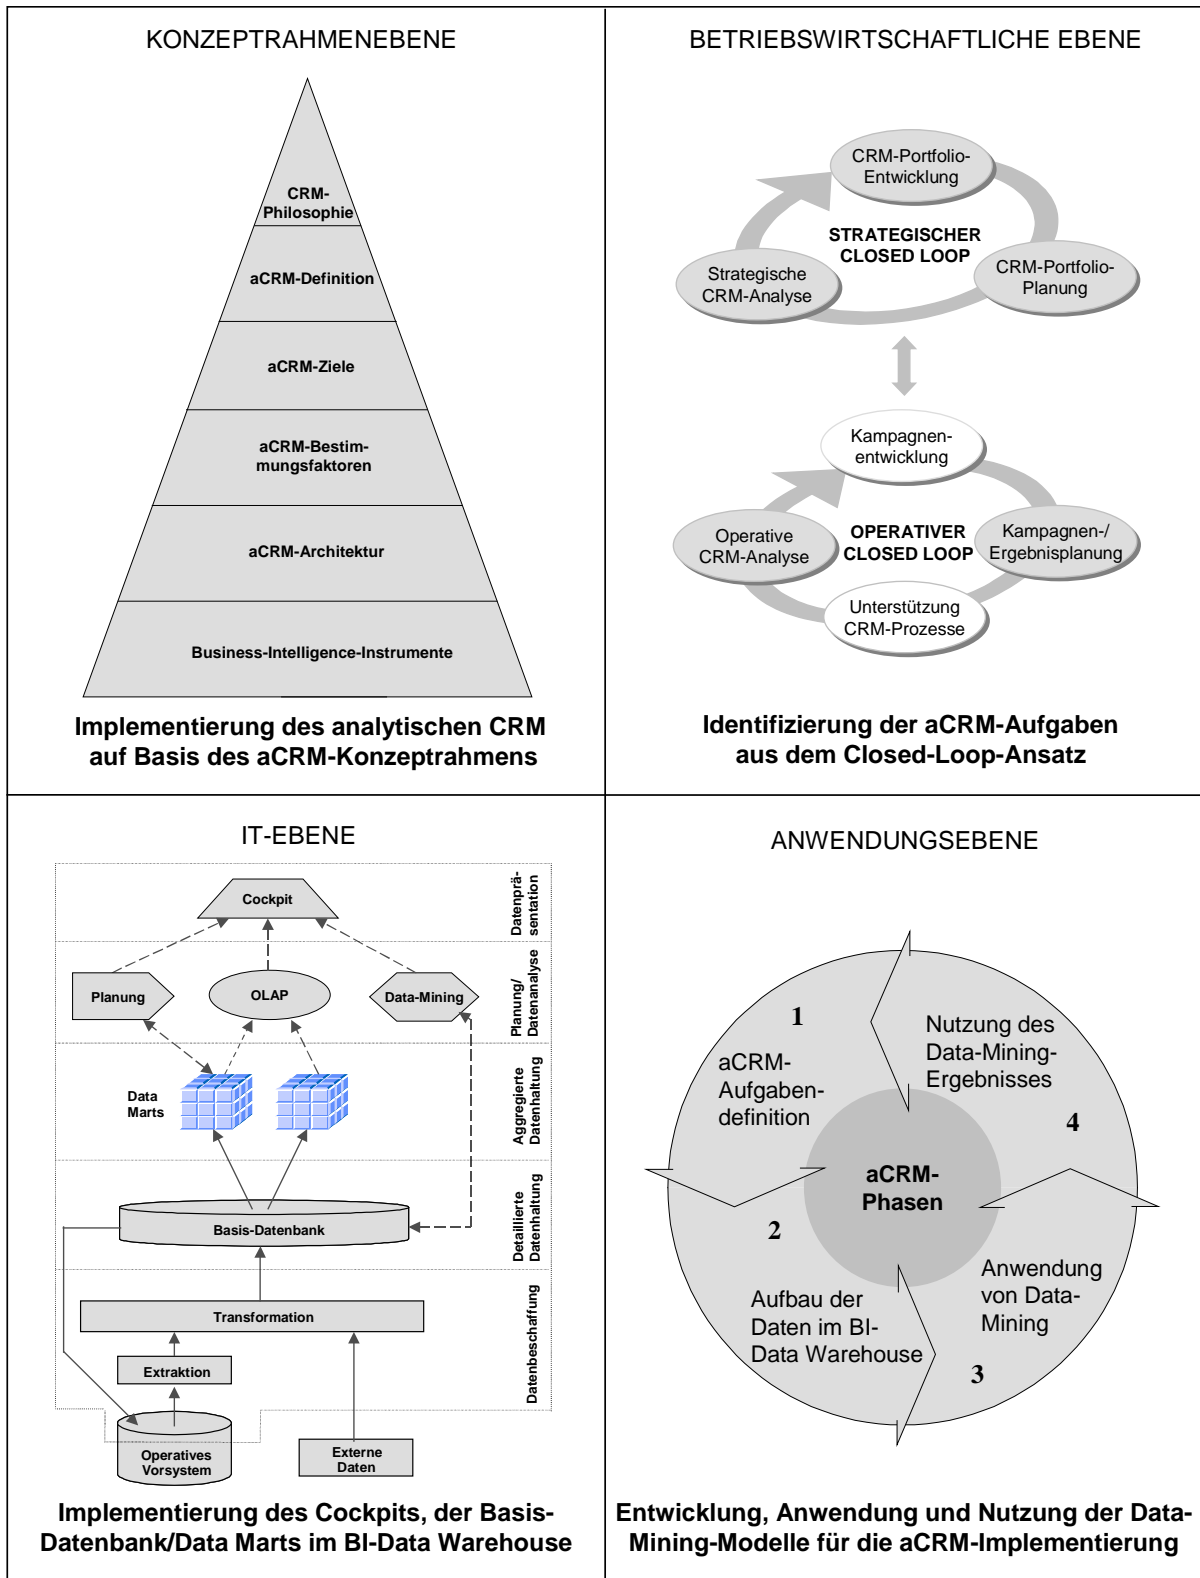 KONZEPTRAHMENEBENE
CRM-
Philosophie
aCRM-Definition
aCRM-Ziele
aCRM-Bestim-
mungsfaktoren
aCRM-Architektur
Business-Intelligence-Instrumente
Implementierung des analytischen CRM
auf Basis des aCRM-Konzeptrahmens
BETRIEBSWIRTSCHAFTLICHE EBENE
CRM-Portfolio-
Entwicklung
STRATEGISCHER
CLOSED LOOP
Strategische
CRM-Analyse
CRM-Portfolio-
Planung
Kampagnen-
entwicklung
Operative
CRM-Analyse
OPERATIVER
CLOSED LOOP
Kampagnen-/
Ergebnisplanung
Unterstützung
CRM-Prozesse
Identifizierung der aCRM-Aufgaben
aus dem Closed-Loop-Ansatz
IT-EBENE
Cockpit
Datenprä-
sentation
Planung
OLAP
Data-Mining
Planung/
Datenanalyse
Data
Marts
Aggregierte
Datenhaltung
Basis-Datenbank
Detaillierte
Datenhaltung
Transformation
Extraktion
Datenbeschaffung
Operatives
Vorsystem
Externe
Daten
Implementierung des Cockpits, der Basis-
Datenbank/Data Marts im BI-Data Warehouse
ANWENDUNGSEBENE
1
aCRM-
Aufgaben-
definition
Nutzung des
Data-Mining-
Ergebnisses
4
aCRM-
Phasen
2
Aufbau der
Daten im BI-
Data Warehouse
Anwendung
von Data-
Mining
3
Entwicklung, Anwendung und Nutzung der Data-
Mining-Modelle für die aCRM-Implementierung